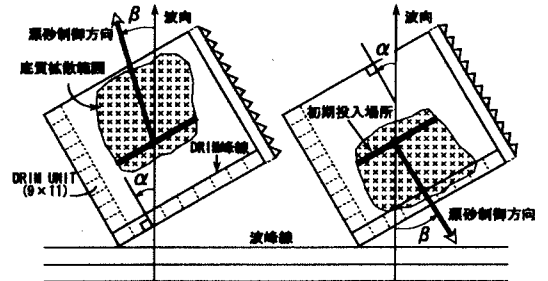 β
波向
漂砂制御方向
底質拡散範囲
DRIM峰線
DRIM UNIT
(9×11)
α
波峰線
波向
α
初期投入場所
漂砂制御方向
β